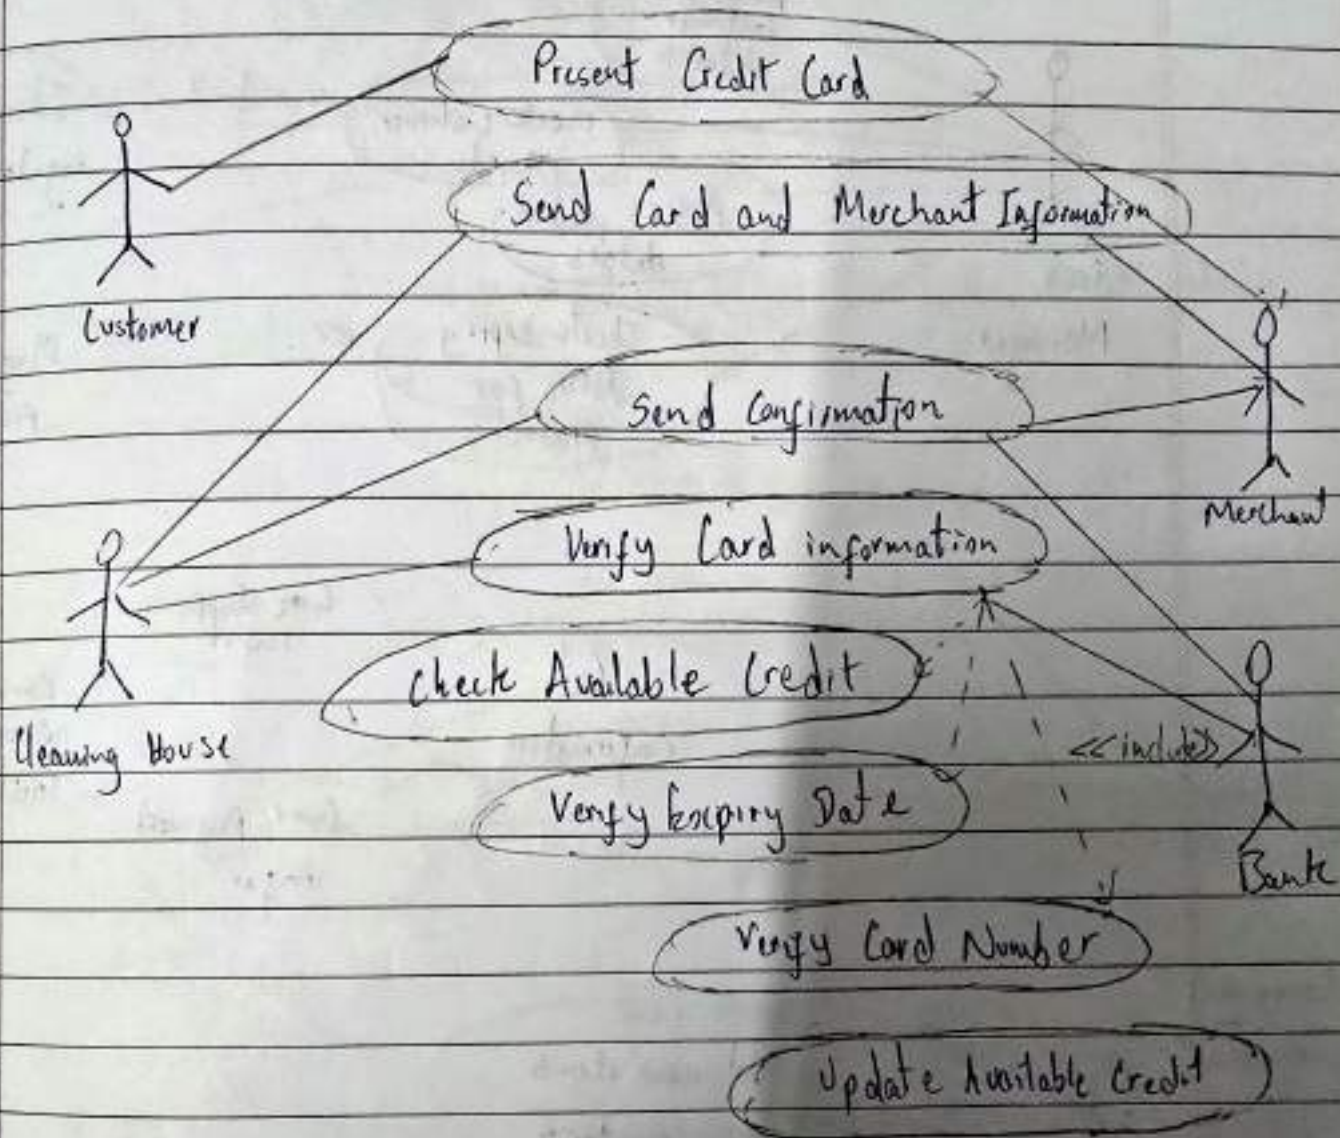 Present Credit Card
Send Card and Merchant Information
Customer
Send Confirmation
Merchant
Verify Card information
Check Available Credit
Clearing House
<<include>>
Verify Expiry Date
Bank
Verify Card Number
Update Available Credit